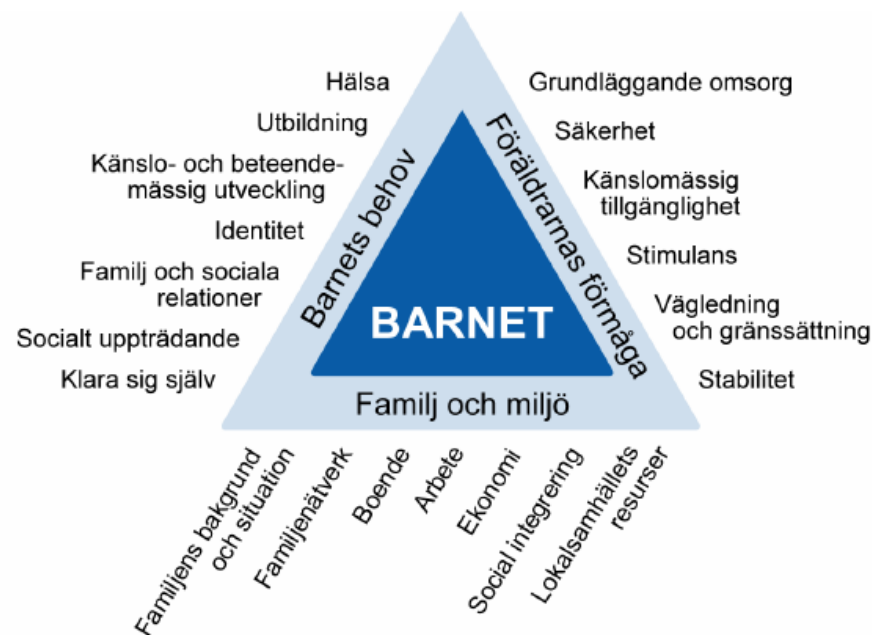 Hälsa
Utbildning
Känslo- och beteende-
mässig utveckling
Identitet
Familj och sociala
relationer
Socialt uppträdande
Klara sig själv
Barnets behov
BARNET
Föräldrarnas förmåga
Grundläggande omsorg
Säkerhet
Känslomässig
tillgänglighet
Stimulans
Vägledning
och gränssättning
Stabilitet
Familj och miljö
Familjens bakgrund
och situation
Familjenätverk
Boende
Arbete
Ekonomi
Social integrering
Lokalsamhällets
resurser